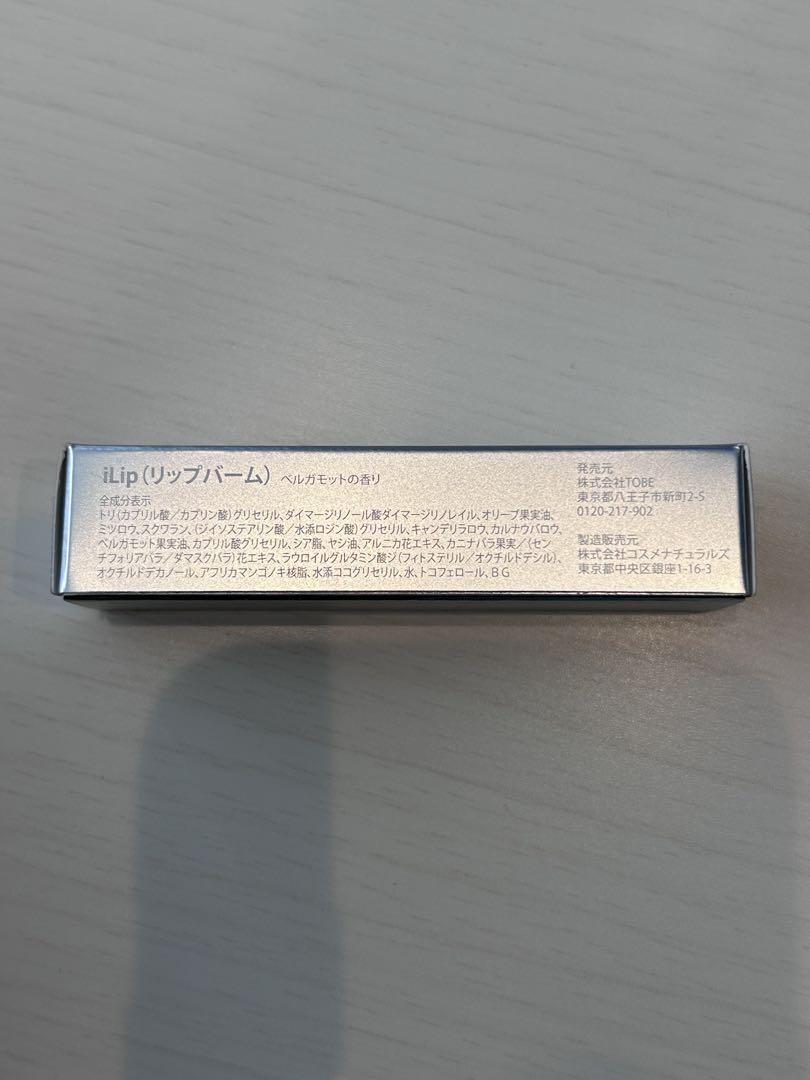 iLip（リップバーム） ベルガモットの香り
全成分表示
トリ（カプリル酸／カプリン酸）グリセリル、ダイマージリノール酸ダイマージリノレイル、オリーブ果実油、
ミツロウ、スクワラン、（ジイソステアリン酸／水添ロジン酸）グリセリル、キャンデリラロウ、カルナウバロウ、
ベルガモット果実油、カプリル酸グリセリル、シア脂、ヤシ油、アルニカ花エキス、カニナバラ果実／（セン
チフォリアバラ／ダマスクバラ）花エキス、ラウロイルグルタミン酸ジ（フィトステリル／オクチルドデシル）、
オクチルドデカノール、アフリカマンゴノキ核脂、水添ココグリセリル、水、トコフェロール、BG
発売元
株式会社TOBE
東京都八王子市新町2-5
0120-217-902
製造販売元
株式会社コスメナチュラルズ
東京都中央区銀座1-16-3